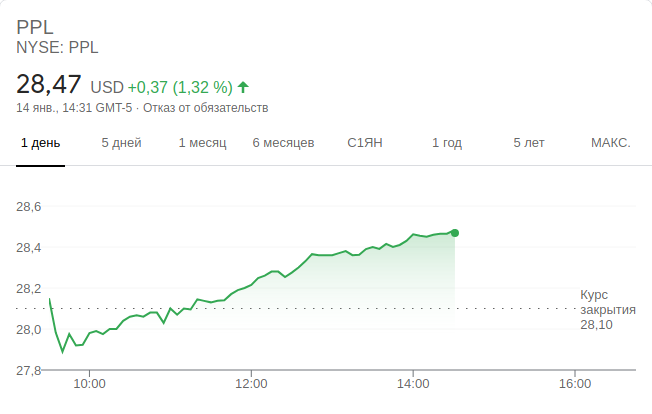 PPL
NYSE: PPL
28,47 USD +0,37 (1,32 %)
14 янв., 14:31 GMT-5 · Отказ от обязательств
1 день 5 дней 1 месяц 6 месяцев С1ЯН 1 год 5 лет МАКС.
28,6
28,4
28,2
28,0
27,8
Курс
закрытия
28,10
10:00 12:00 14:00 16:00